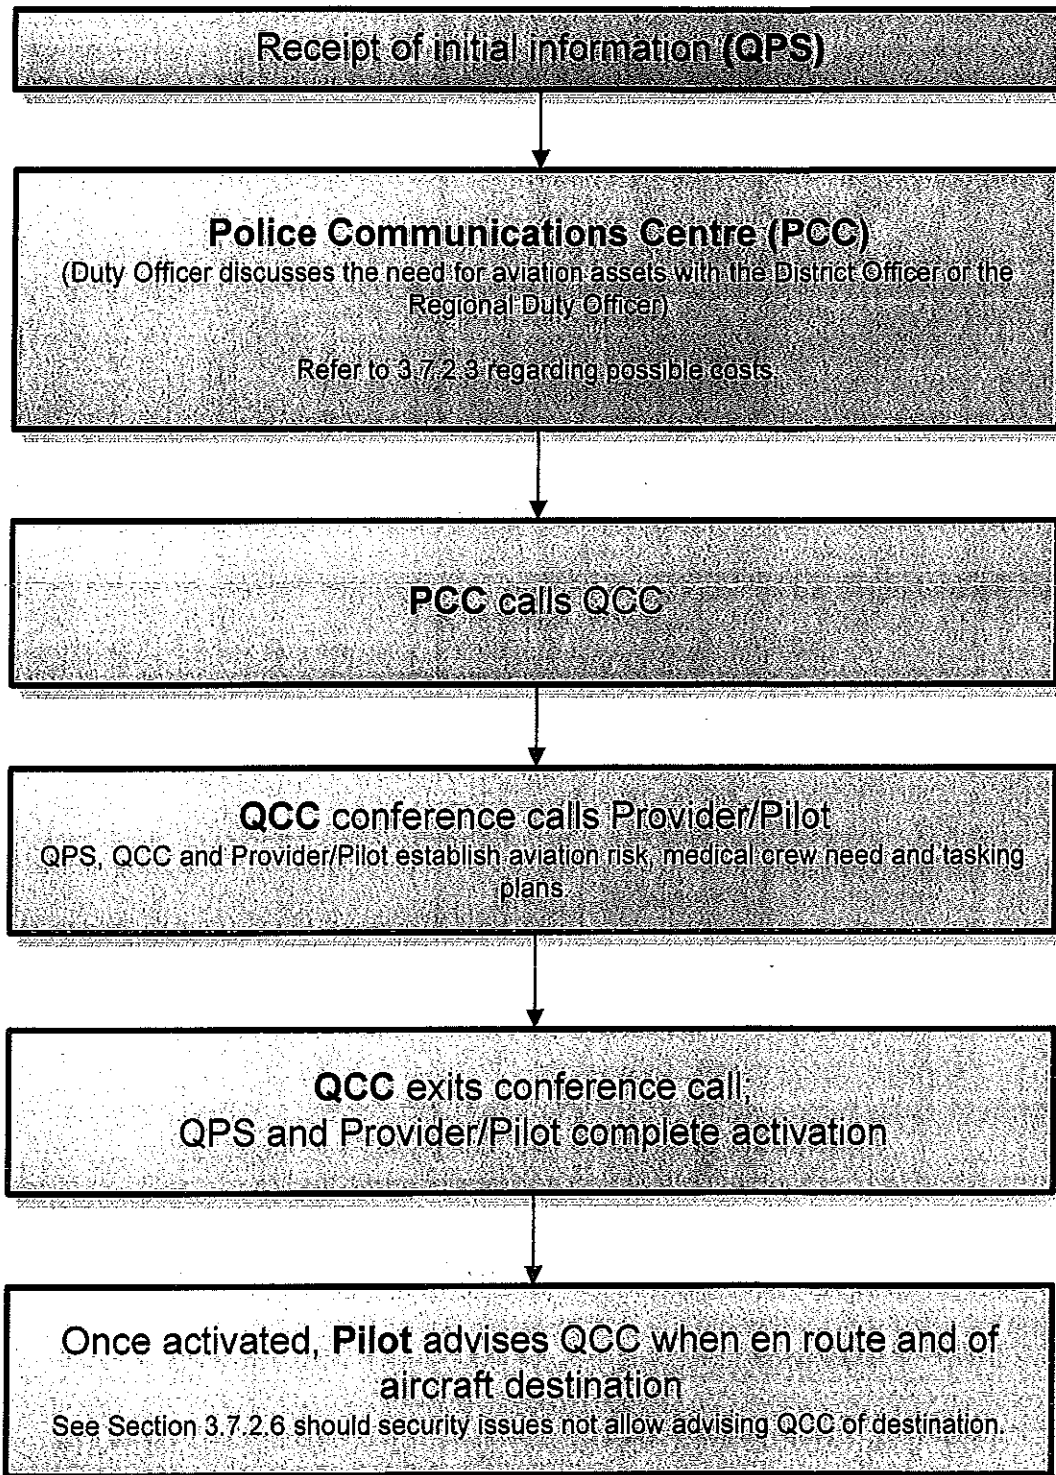 Receipt of initial information (QPS)
Police Communications Centre (PCC)
(Duty Officer discusses the need for aviation assets with the District Officer or the
Regional Duty Officer)
Refer to 3.7.2.3 regarding possible costs.
PCC calls QCC
QCC conference calls Provider/Pilot
QPS, QCC and Provider/Pilot establish aviation risk, medical crew need and tasking
plans.
QCC exits conference call;
QPS and Provider/Pilot complete activation
Once activated, Pilot advises QCC when en route and of
aircraft destination
See Section 3.7.2.6 should security issues not allow advising QCC of destination.